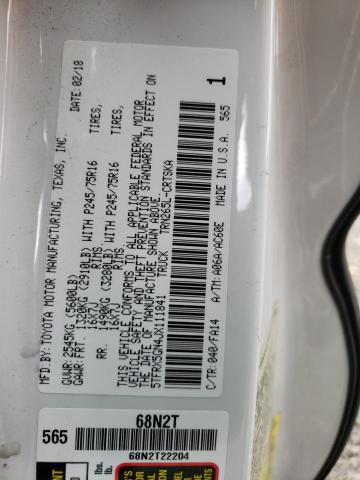 MFD. BY: TOYOTA MOTOR MANUFACTURING, TEXAS, INC.
DATE: 02/18
GVWR: 2545KG (5600LB)
GAWR: FRT. 1320KG (2910LB) WITH P245/75R16 TIRES,
16X7J RIMS
RR. 1490KG (3280LB) WITH P245/75R16 TIRES,
16X7J RIMS
THIS VEHICLE CONFORMS TO ALL APPLICABLE FEDERAL MOTOR
VEHICLE SAFETY AND THEFT PREVENTION STANDARDS IN EFFECT ON
THE DATE OF MANUFACTURE SHOWN ABOVE.
5TFRX5GN4JX111841 TRUCK TRN265L-CRTSKA
1
C/TR: 040/FA14 A/TM: A06A/AC60E MADE IN U.S.A. 565
565 68N2T
68N2T22204
lbs.
lb.